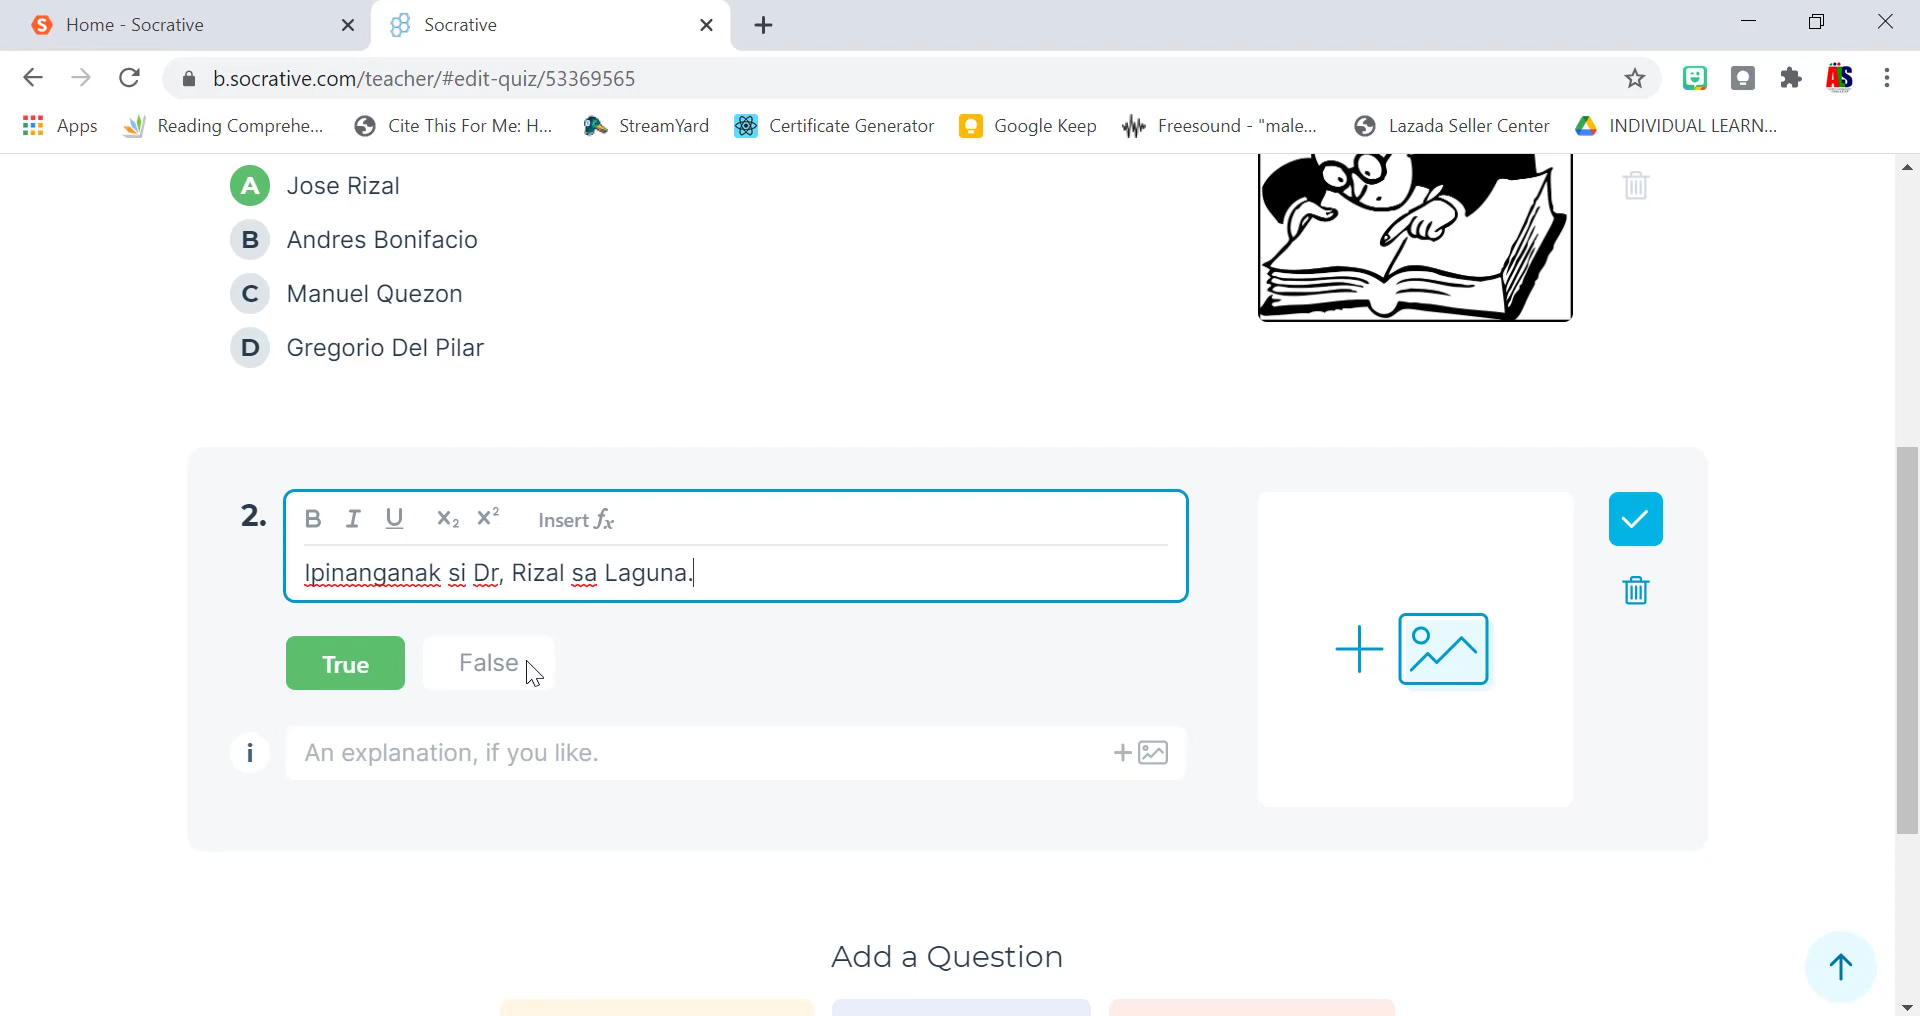 Home - Socrative
Socrative
b.socrative.com/teacher/#edit-quiz/53369565
Apps
Reading Comprehe...
Cite This For Me: H...
StreamYard
Certificate Generator
Google Keep
Freesound - "male...
Lazada Seller Center
INDIVIDUAL LEARN...
A Jose Rizal
B Andres Bonifacio
C Manuel Quezon
D Gregorio Del Pilar
2.
B I U X₂ X² Insert fx
Ipinanganak si Dr, Rizal sa Laguna.
True
False
i An explanation, if you like.
Add a Question